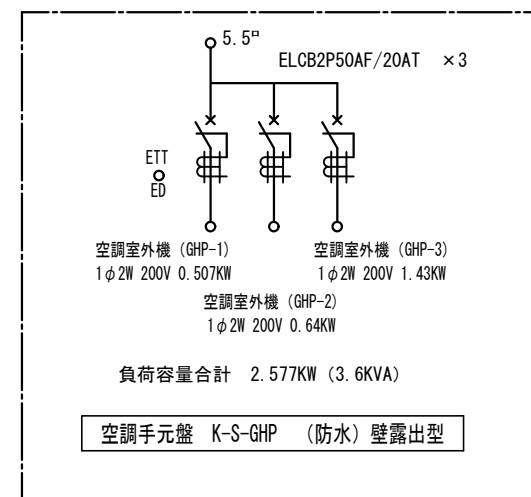 5.5□
ELCB2P50AF/20AT ×3
ETT
ED
空調室外機 (GHP-1)
1φ2W 200V 0.507KW
空調室外機 (GHP-3)
1φ2W 200V 1.43KW
空調室外機 (GHP-2)
1φ2W 200V 0.64KW
負荷容量合計 2.577KW (3.6KVA)
空調手元盤 K-S-GHP (防水) 壁露出型